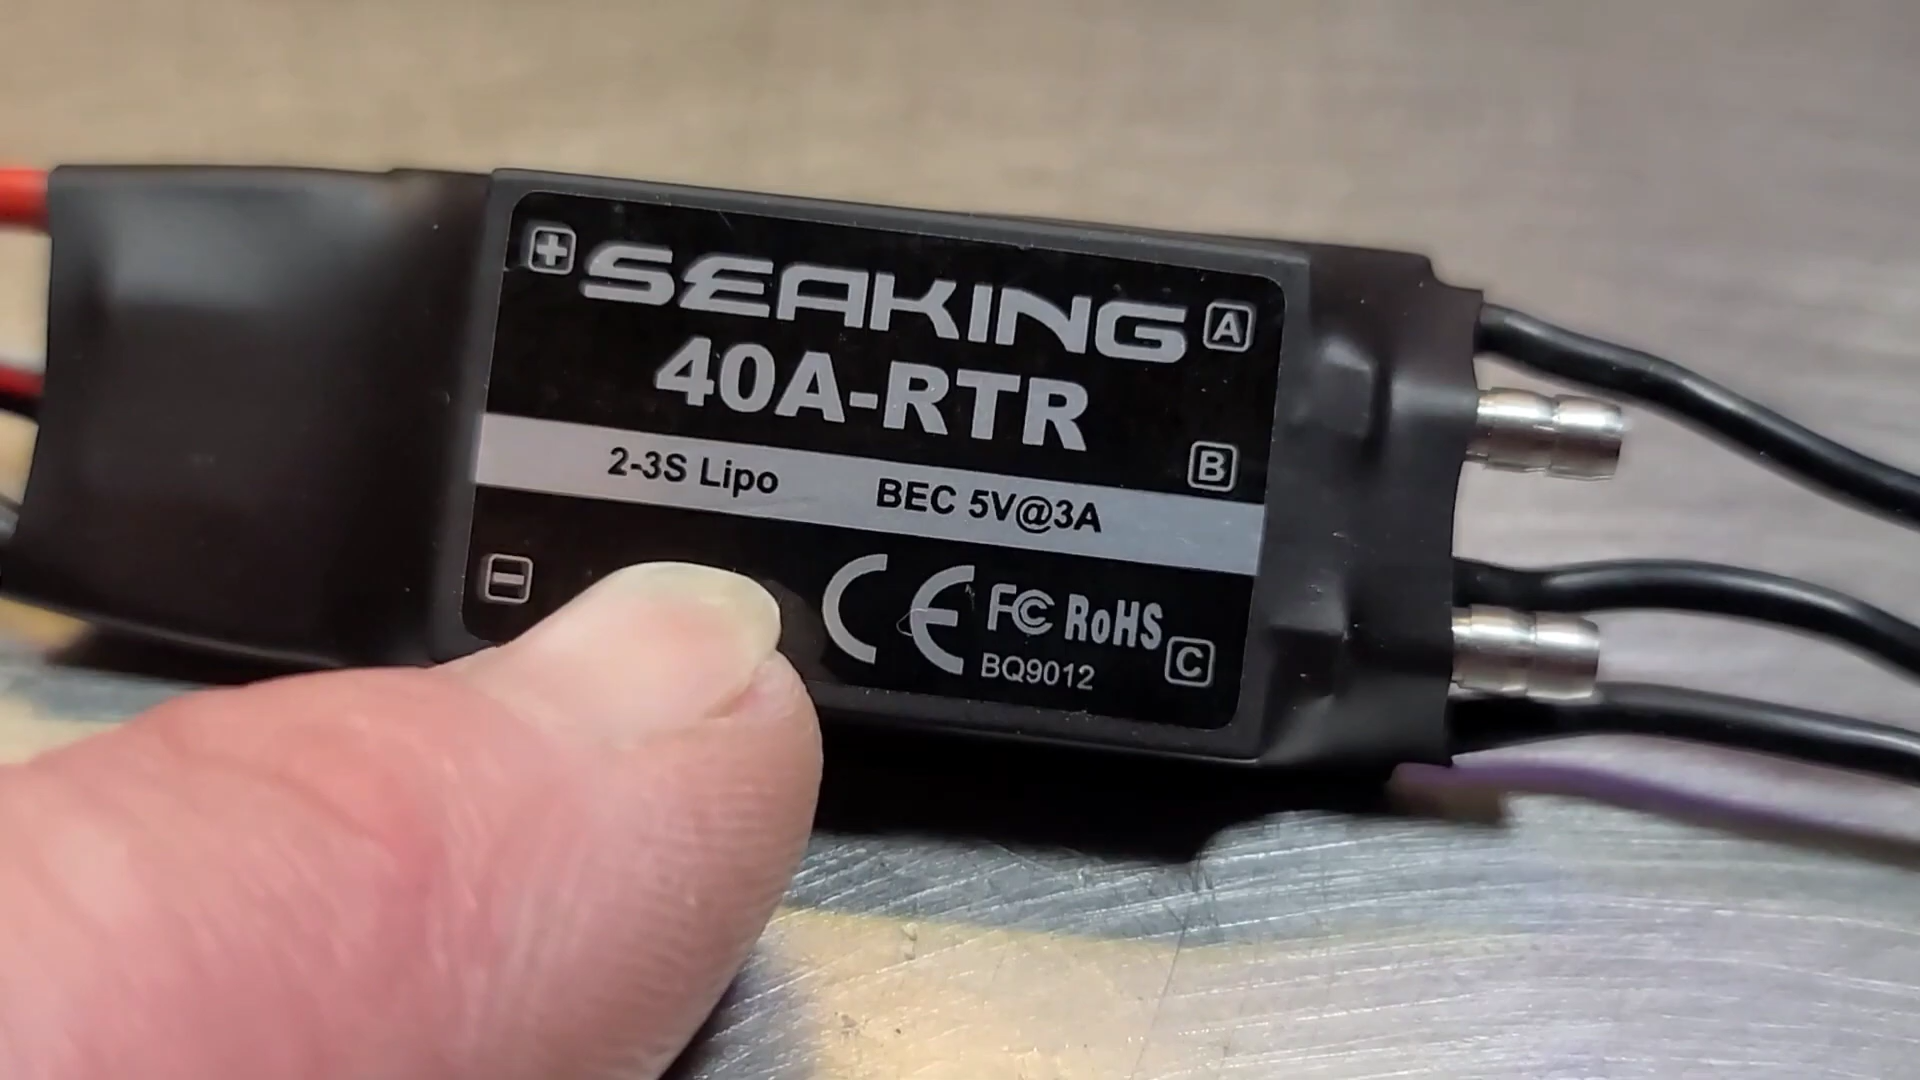 + SEAKING A
40A-RTR
B
2-3S Lipo BEC 5V@3A
- CE FC RoHS
BQ9012 C